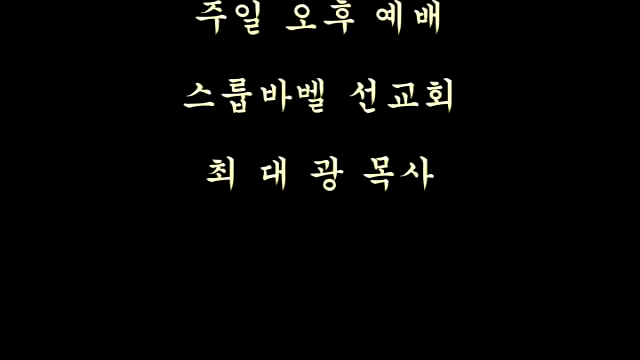 주일 오후 예배
스룹바벨 선교회
최 대 광 목사